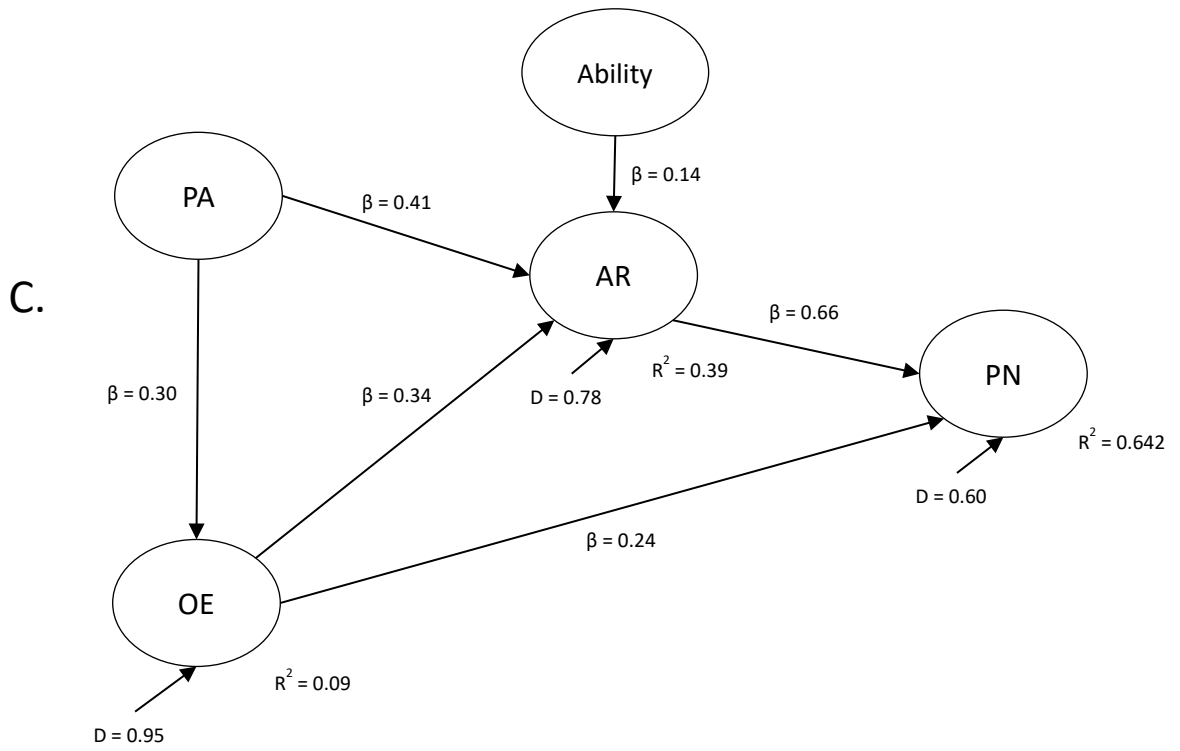 Ability
β = 0.14
PA
β = 0.41
AR
C.
β = 0.66
PN
β = 0.30
β = 0.34
D = 0.78
R² = 0.39
R² = 0.642
D = 0.60
β = 0.24
OE
R² = 0.09
D = 0.95